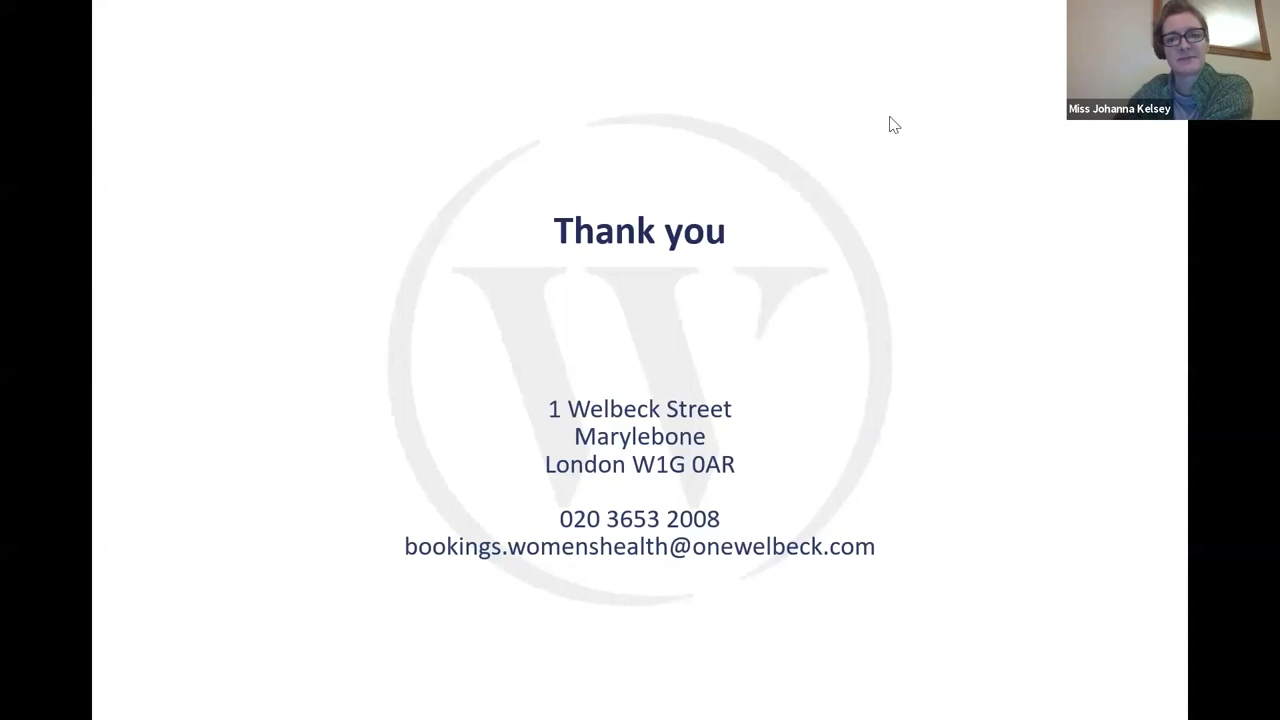 Miss Johanna Kelsey
Thank you
W
1 Welbeck Street
Marylebone
London W1G 0AR
020 3653 2008
bookings.womenshealth@onewelbeck.com